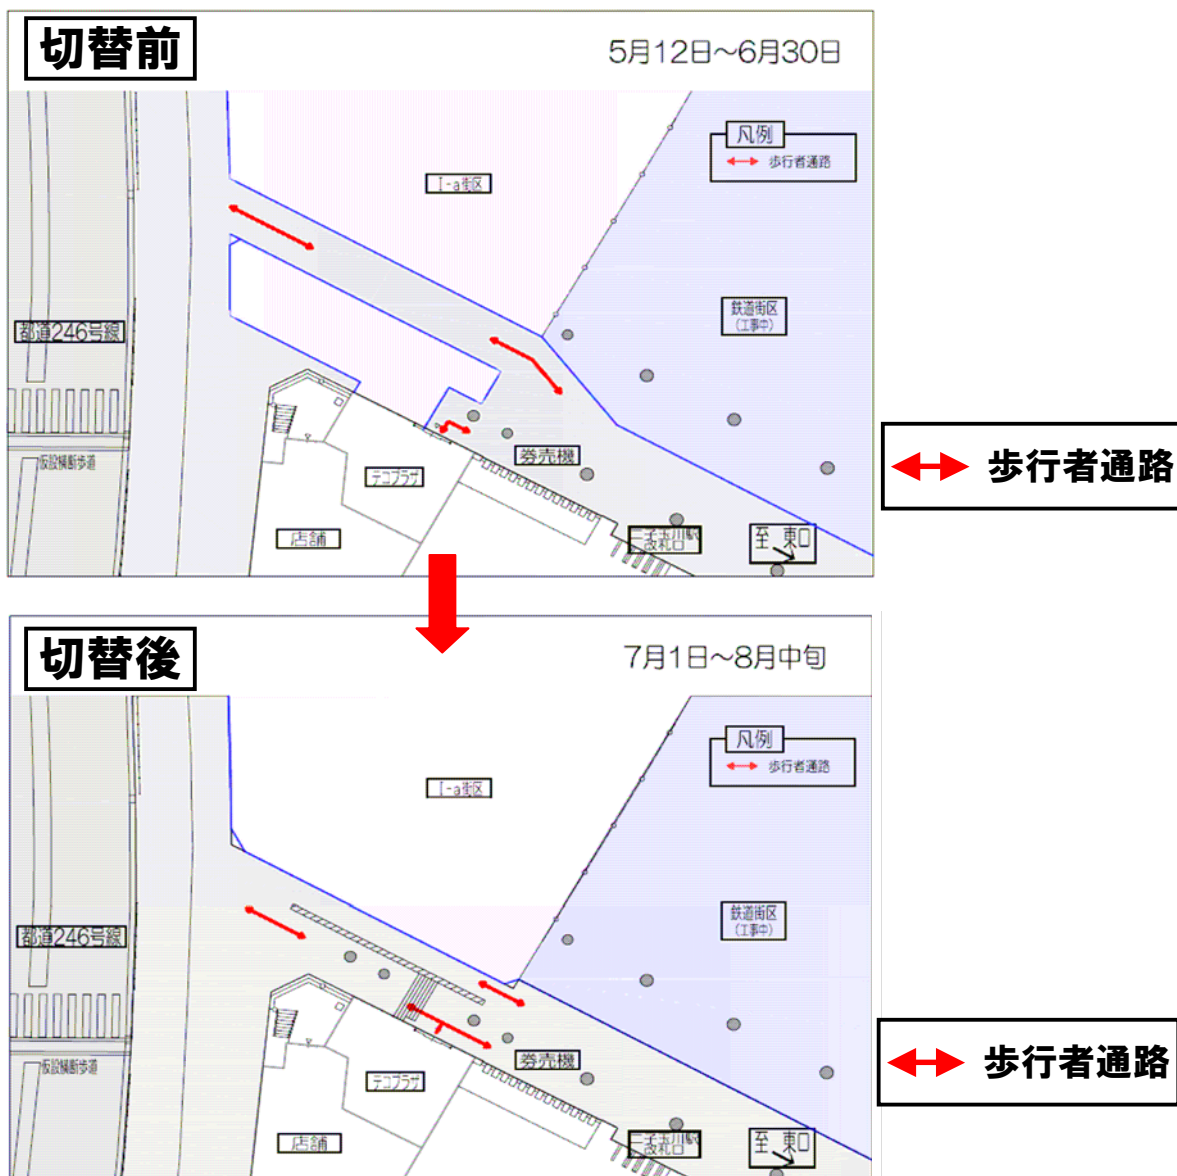 切替前
5月12日～6月30日
凡例
歩行者通路
I-a街区
鉄道街区
(工事中)
都道246号線
仮設横断歩道
券売機
テコプラザ
店舗
二子玉川駅
改札口
至 東口
歩行者通路
切替後
7月1日～8月中旬
凡例
歩行者通路
I-a街区
鉄道街区
(工事中)
都道246号線
仮設横断歩道
券売機
テコプラザ
店舗
二子玉川駅
改札口
至 東口
歩行者通路